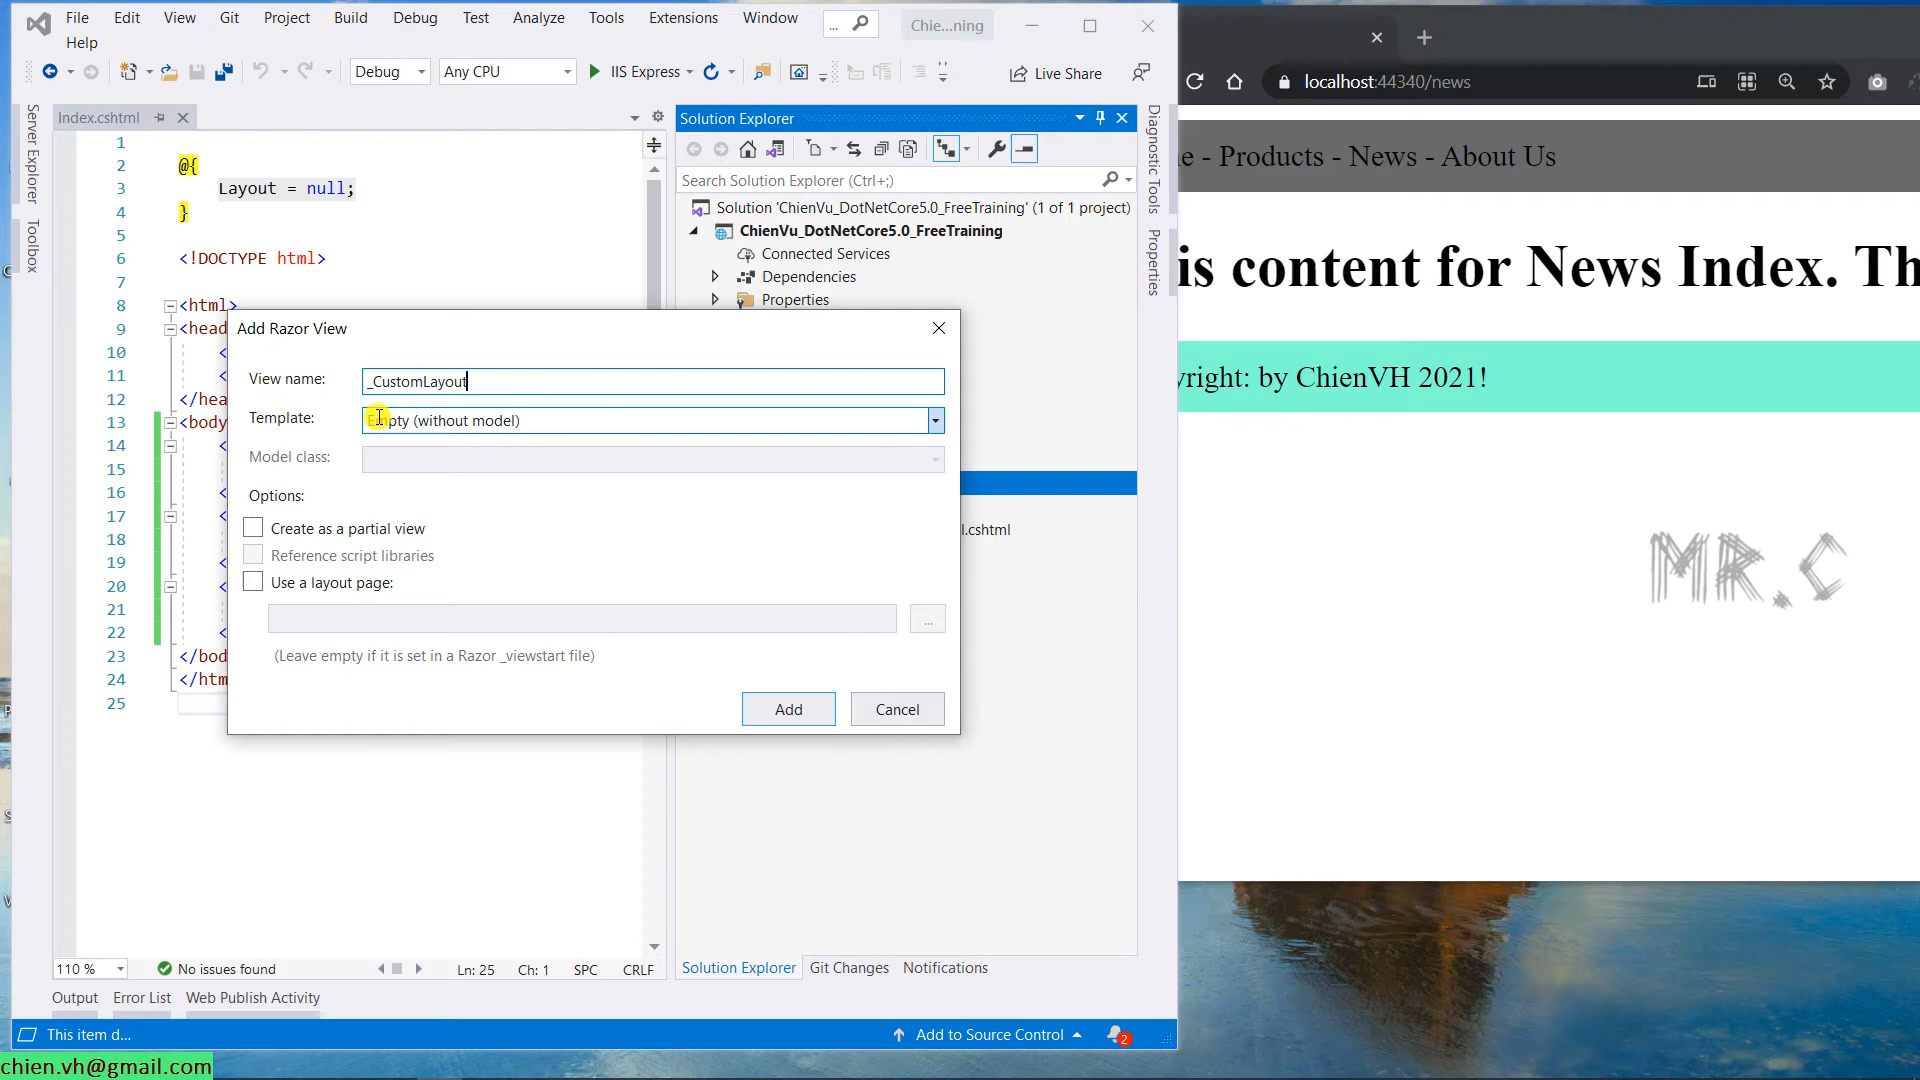 File Edit View Git Project Build Debug Test Analyze Tools Extensions Window ... Chie...ning
Help
Debug Any CPU IIS Express Live Share
Server Explorer
Toolbox
Index.cshtml
1
2 @{
3 Layout = null;
4 }
5
6 <!DOCTYPE html>
7
8 <html>
9 <head
10 <
11 <
12 </hea
13 <body
14 <
15
16 <
17 <
18
19 <
20 <
21
22 <
23 </bod
24 </htm
25
Solution Explorer
Search Solution Explorer (Ctrl+;)
Solution 'ChienVu_DotNetCore5.0_FreeTraining' (1 of 1 project)
ChienVu_DotNetCore5.0_FreeTraining
Connected Services
Dependencies
Properties
l.cshtml
Diagnostic Tools
Properties
Add Razor View
View name: _CustomLayout
Template: Empty (without model)
Model class:
Options:
Create as a partial view
Reference script libraries
Use a layout page:
...
(Leave empty if it is set in a Razor _viewstart file)
Add Cancel
110 % No issues found Ln: 25 Ch: 1 SPC CRLF
Solution Explorer Git Changes Notifications
Output Error List Web Publish Activity
This item d... Add to Source Control 2
chien.vh@gmail.com
localhost:44340/news
e - Products - News - About Us
is content for News Index. Th
yright: by ChienVH 2021!
MR.C